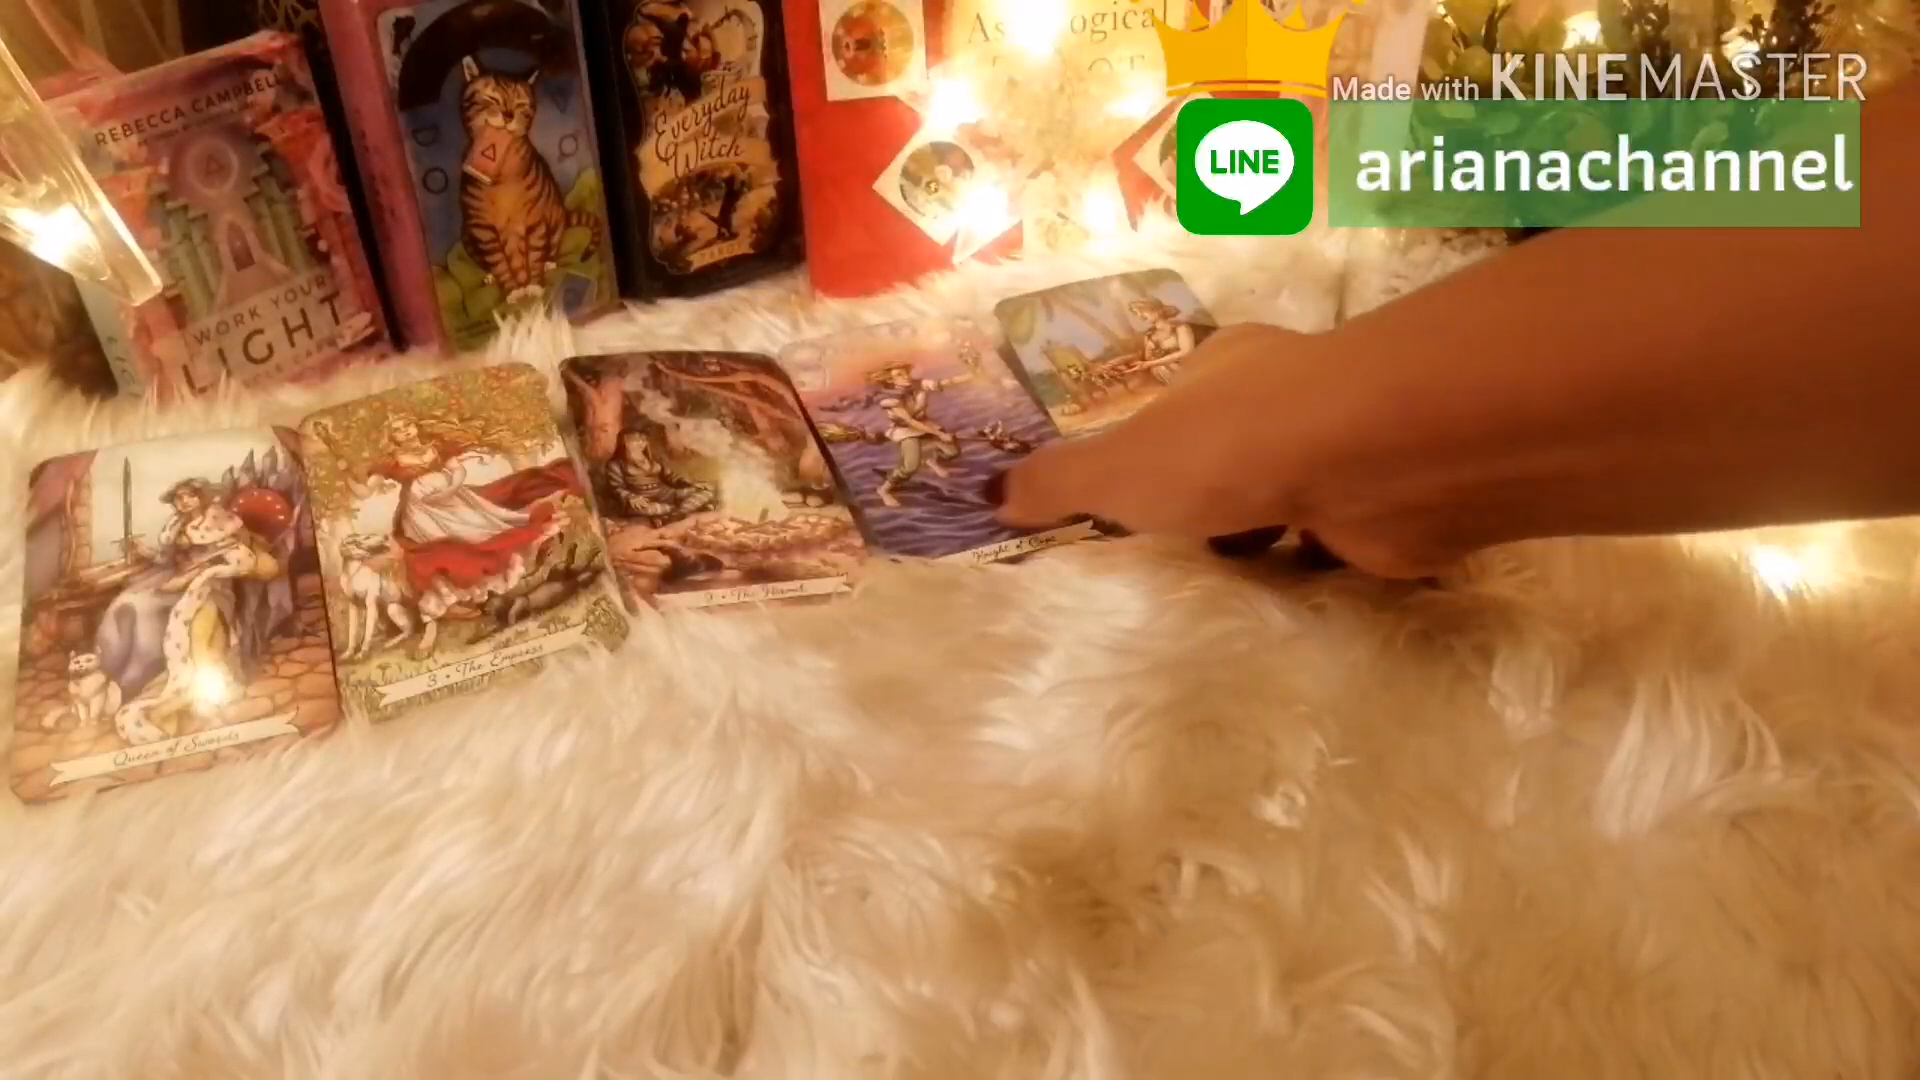 REBECCA CAMPBELL
WORK YOUR
LIGHT
Everyday
Witch
TAROT
Made with KINEMASTER
LINE
arianachannel
Queen of Swords
3 • The Empress
9 • The Hermit
Knight of Cups